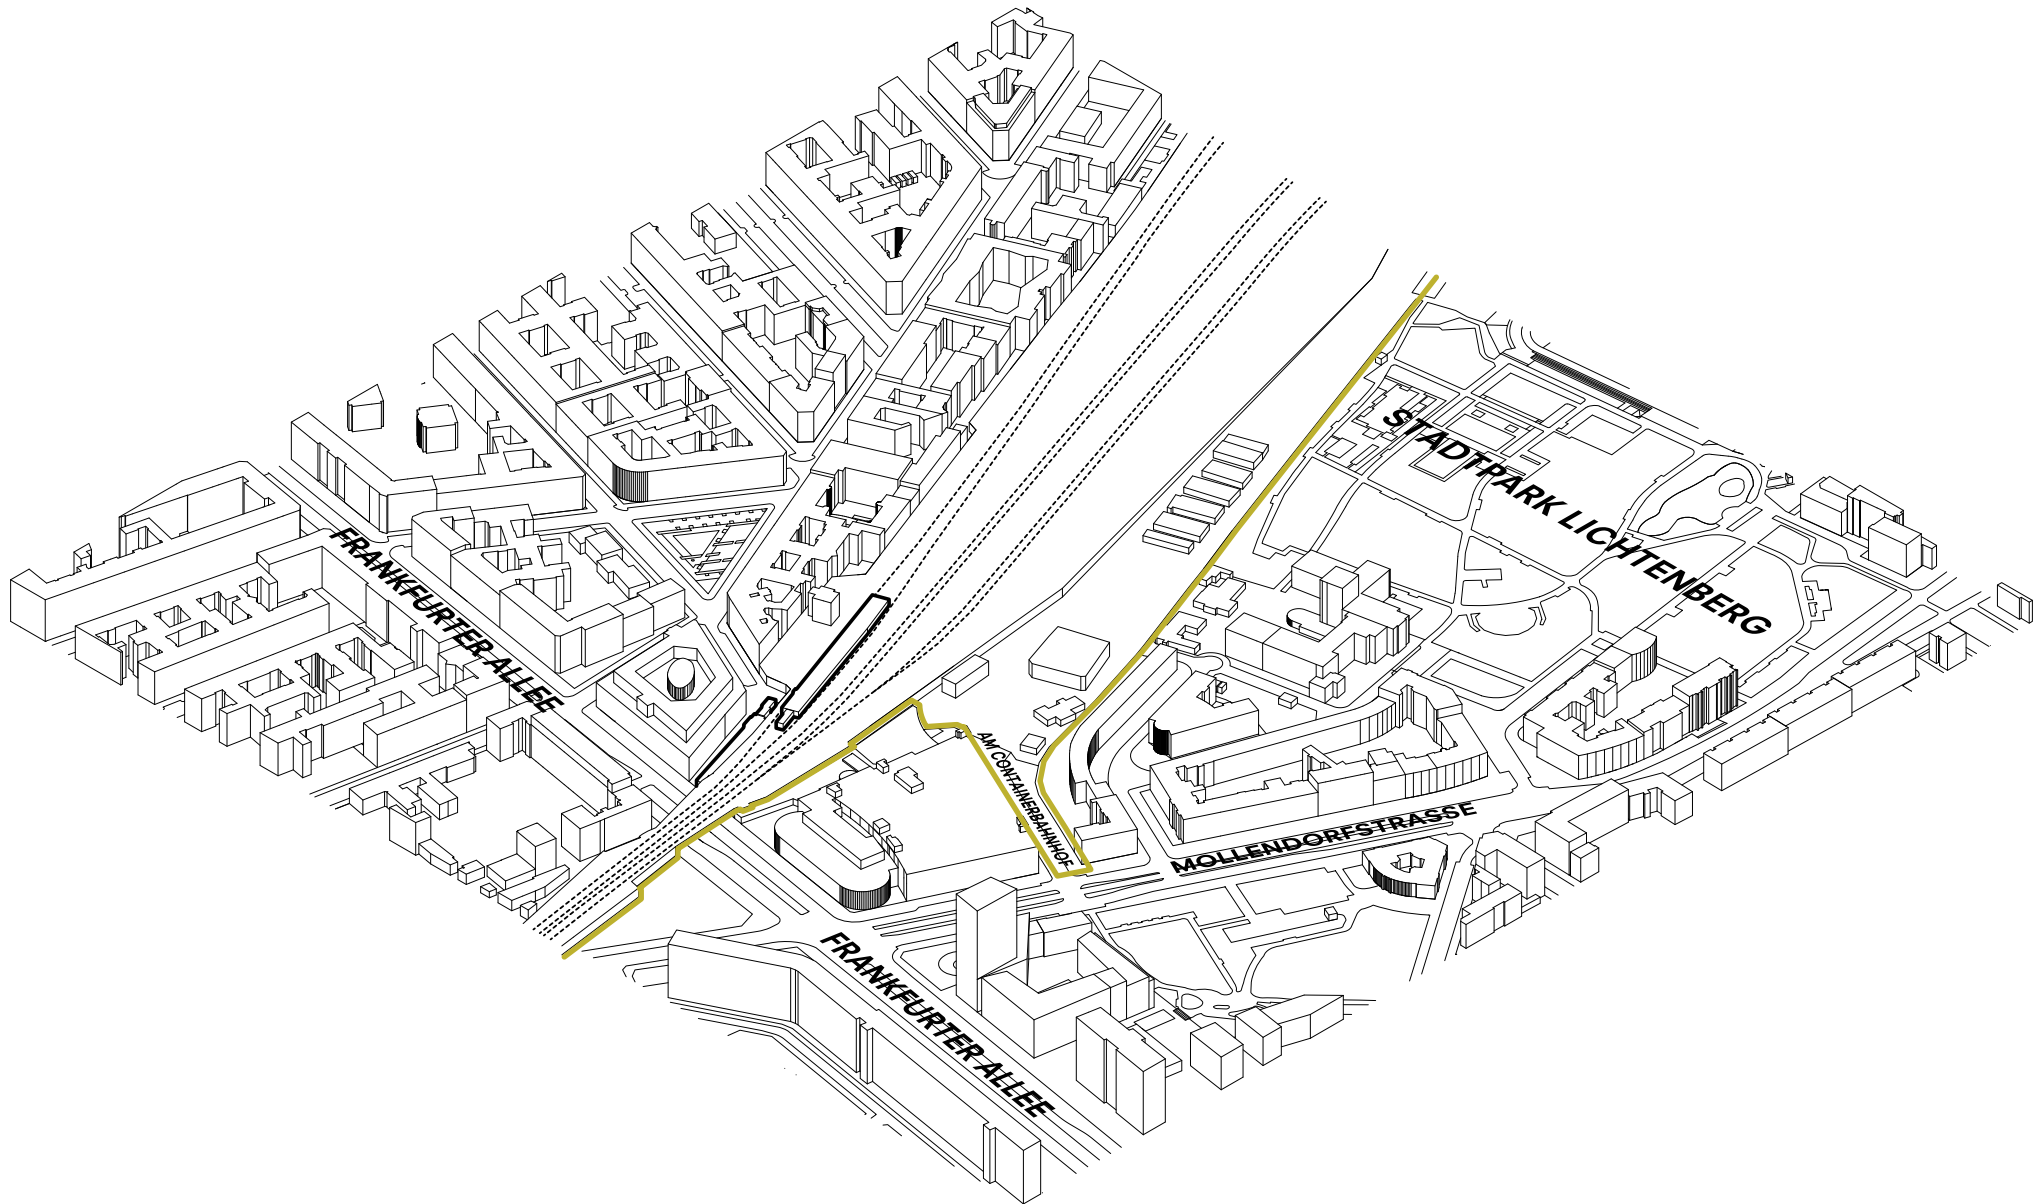 STADTPARK LICHTENBERG
FRANKFURTER ALLEE
AM CONTAINERBAHNHOF
MOLLENDORFSTRASSE
FRANKFURTER ALLEE